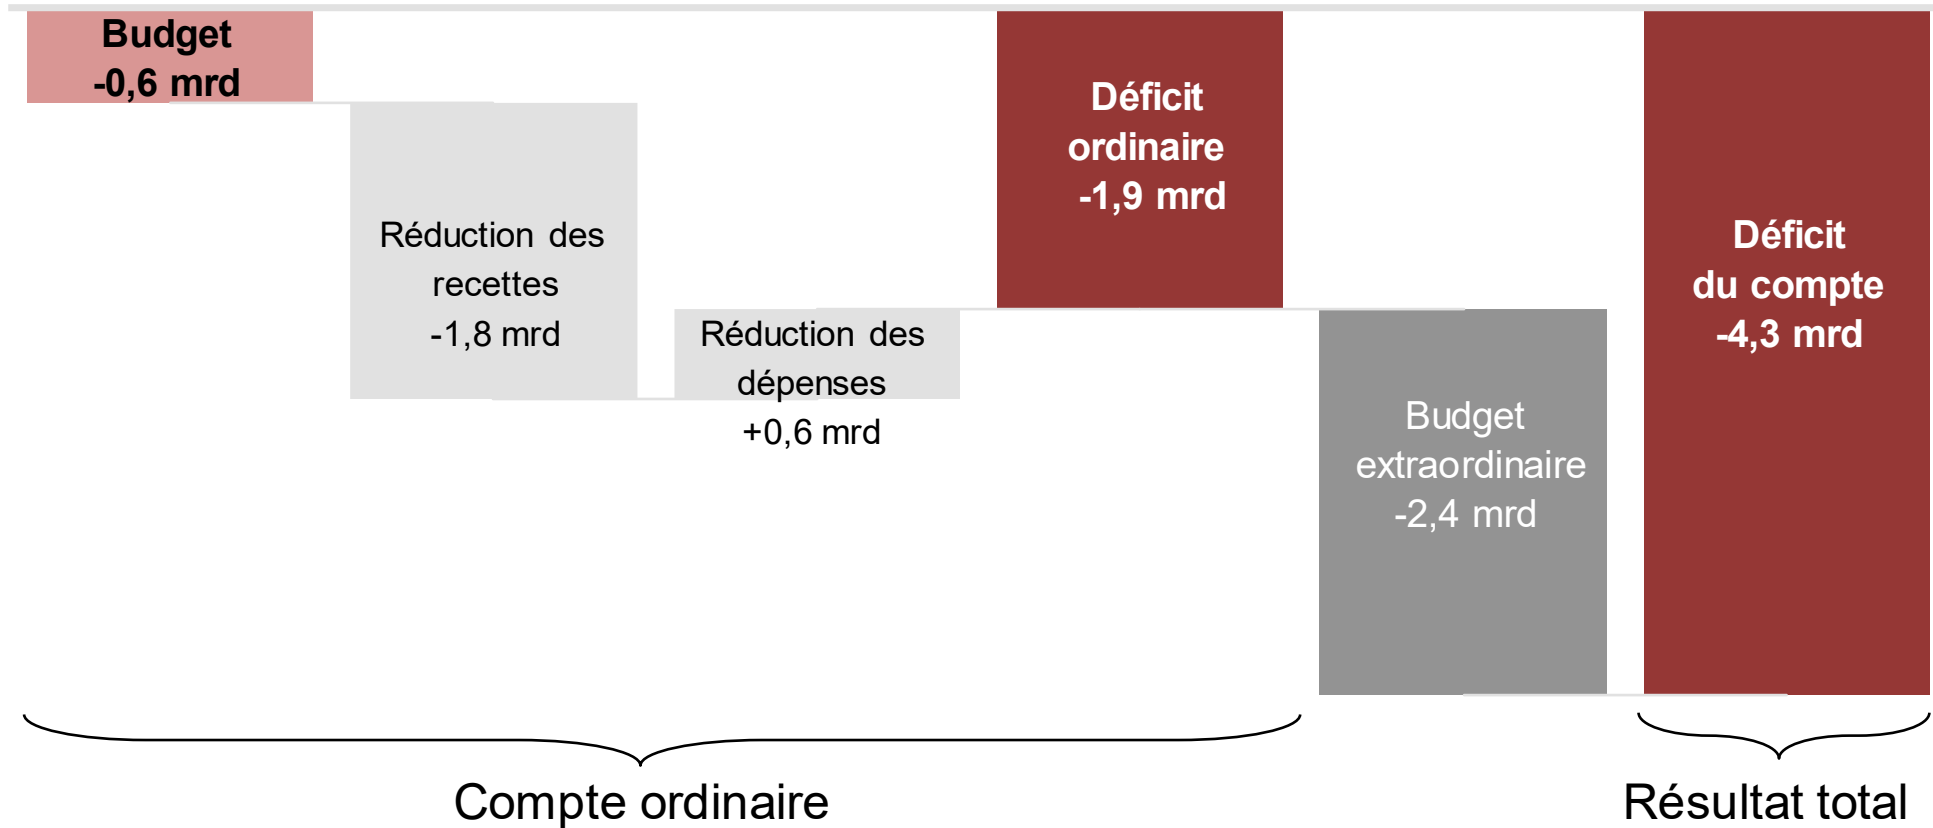 Budget
-0,6 mrd
Réduction des
recettes
-1,8 mrd
Réduction des
dépenses
+0,6 mrd
Déficit
ordinaire
-1,9 mrd
Budget
extraordinaire
-2,4 mrd
Déficit
du compte
-4,3 mrd
Compte ordinaire
Résultat total